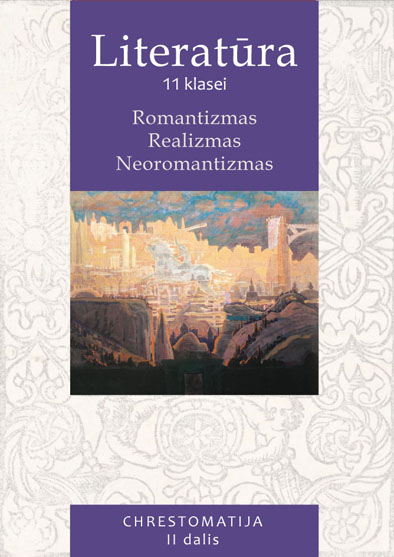 Literatūra
11 klasei
Romantizmas
Realizmas
Neoromantizmas
CHRESTOMATIJA
II dalis